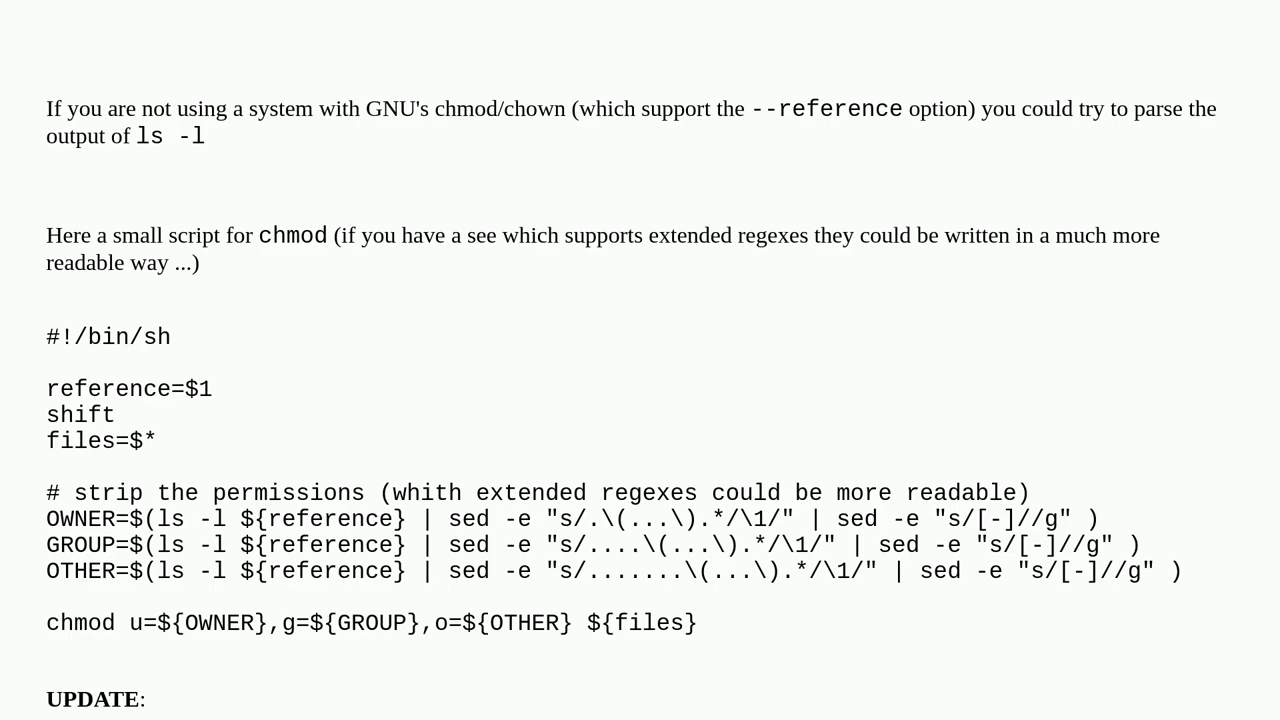 If you are not using a system with GNU's chmod/chown (which support the --reference option) you could try to parse the
output of ls -l
Here a small script for chmod (if you have a see which supports extended regexes they could be written in a much more
readable way ...)
#!/bin/sh
reference=$1
shift
files=$*
# strip the permissions (whith extended regexes could be more readable)
OWNER=$(ls -l ${reference} | sed -e "s/.\(...\).*/\1/" | sed -e "s/[-]//g" )
GROUP=$(ls -l ${reference} | sed -e "s/....\(...\).*/\1/" | sed -e "s/[-]//g" )
OTHER=$(ls -l ${reference} | sed -e "s/.......\(...\).*/\1/" | sed -e "s/[-]//g" )
chmod u=${OWNER},g=${GROUP},o=${OTHER} ${files}
UPDATE: